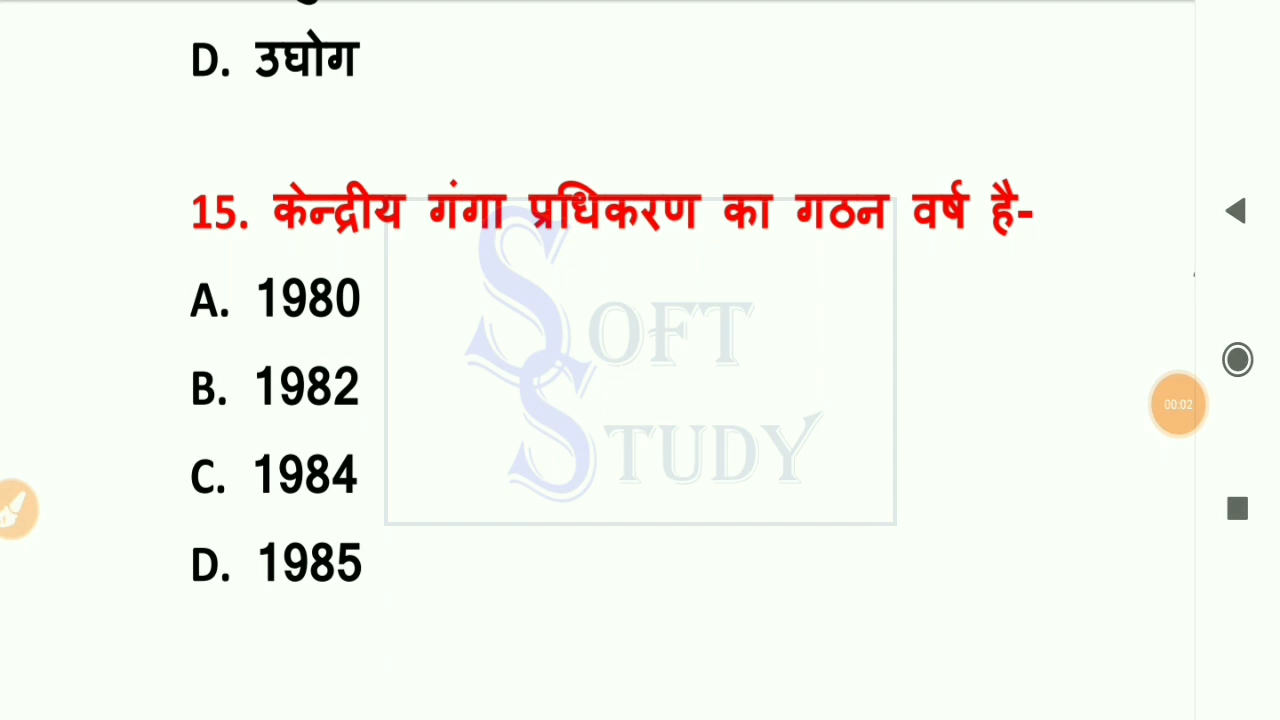 D. उघोग
15. केन्द्रीय गंगा प्रधिकरण का गठन वर्ष है-
A. 1980
B. 1982
C. 1984
D. 1985
SOFT
STUDY
00:02